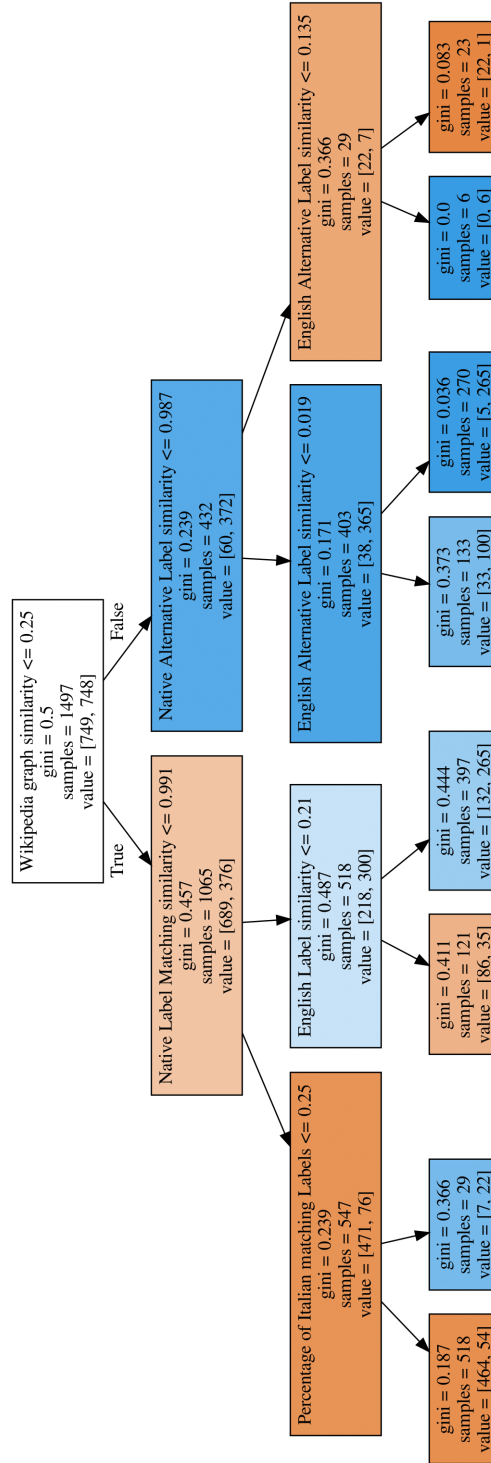 Wikipedia graph similarity <= 0.25
gini = 0.5
samples = 1497
value = [749, 748]
True
False
Native Label Matching similarity <= 0.991
gini = 0.457
samples = 1065
value = [689, 376]
Native Alternative Label similarity <= 0.987
gini = 0.239
samples = 432
value = [60, 372]
Percentage of Italian matching Labels <= 0.25
gini = 0.239
samples = 547
value = [471, 76]
English Label similarity <= 0.21
gini = 0.487
samples = 518
value = [218, 300]
English Alternative Label similarity <= 0.019
gini = 0.171
samples = 403
value = [38, 365]
English Alternative Label similarity <= 0.135
gini = 0.366
samples = 29
value = [22, 7]
gini = 0.187
samples = 518
value = [464, 54]
gini = 0.366
samples = 29
value = [7, 22]
gini = 0.411
samples = 121
value = [86, 35]
gini = 0.444
samples = 397
value = [132, 265]
gini = 0.373
samples = 133
value = [33, 100]
gini = 0.036
samples = 270
value = [5, 265]
gini = 0.0
samples = 6
value = [0, 6]
gini = 0.083
samples = 23
value = [22, 1]